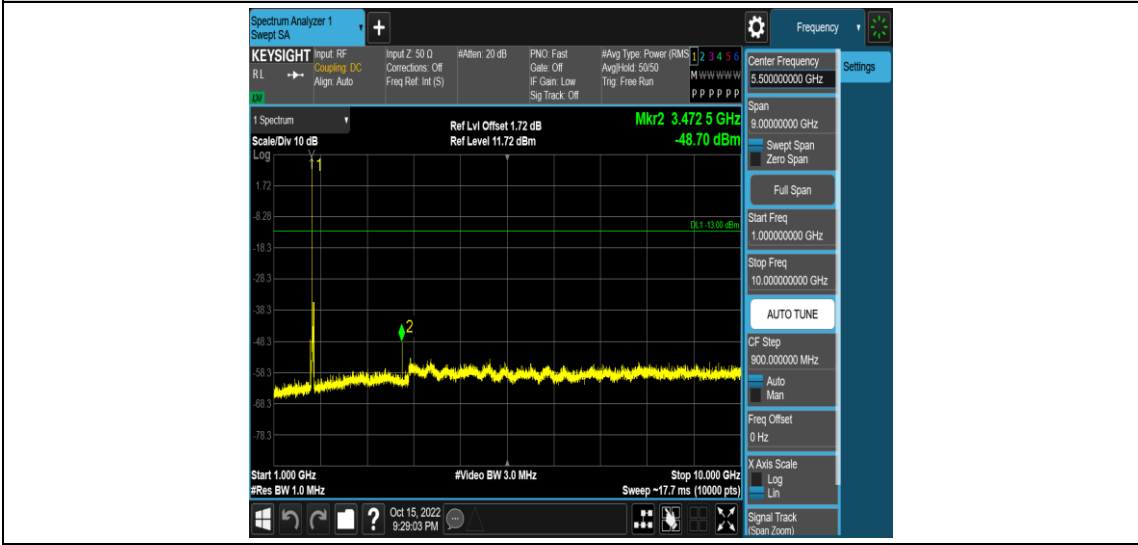 Spectrum Analyzer 1
Swept SA
+
Frequency
KEYSIGHT
RL
LM
Input: RF
Coupling: DC
Align: Auto
Input Z: 50 Ω
Corrections: Off
Freq Ref: Int (S)
#Atten: 20 dB
PNO: Fast
Gate: Off
IF Gain: Low
Sig Track: Off
#Avg Type: Power (RMS
Avg|Hold: 50/50
Trig: Free Run
1 2 3 4 5 6
M W W W W W
P P P P P P
1 Spectrum
Scale/Div 10 dB
Log
Ref Lvl Offset 1.72 dB
Ref Level 11.72 dBm
Mkr2 3.472 5 GHz
-48.70 dBm
1
1.72
-8.28
DL1 -13.00 dBm
-18.3
-28.3
-38.3
2
-48.3
-58.3
-68.3
-78.3
Start 1.000 GHz
#Res BW 1.0 MHz
#Video BW 3.0 MHz
Stop 10.000 GHz
Sweep ~17.7 ms (10000 pts)
Center Frequency
5.500000000 GHz
Settings
Span
9.00000000 GHz
Swept Span
Zero Span
Full Span
Start Freq
1.000000000 GHz
Stop Freq
10.000000000 GHz
AUTO TUNE
CF Step
900.000000 MHz
Auto
Man
Freq Offset
0 Hz
X Axis Scale
Log
Lin
Signal Track
(Span Zoom)
?
Oct 15, 2022
9:29:03 PM